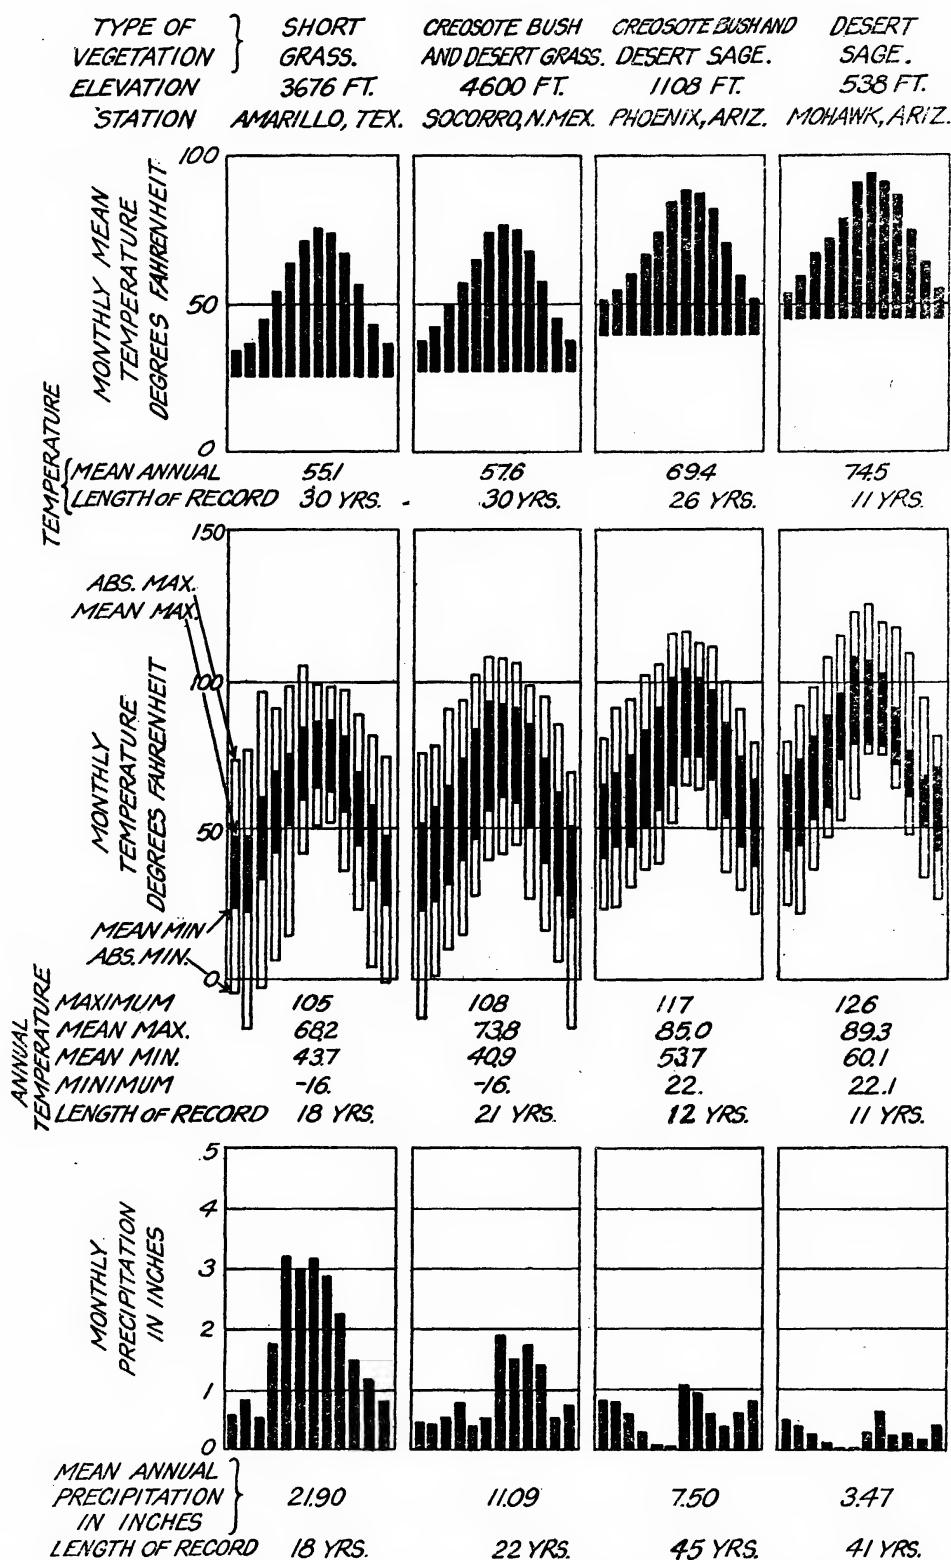 TYPE OF } SHORT CREOSOTE BUSH CREOSOTE BUSH AND DESERT
VEGETATION GRASS. AND DESERT GRASS. DESERT SAGE. SAGE.
ELEVATION 3676 FT. 4600 FT. 1108 FT. 538 FT.
STATION AMARILLO, TEX. SOCORRO, N.MEX. PHOENIX, ARIZ. MOHAWK, ARIZ.
MONTHLY MEAN
TEMPERATURE
DEGREES FAHRENHEIT
100
50
0
TEMPERATURE
MEAN ANNUAL 55.1 57.6 69.4 74.5
LENGTH OF RECORD 30 YRS. 30 YRS. 26 YRS. 11 YRS.
150
ABS. MAX.
MEAN MAX.
100
MONTHLY
TEMPERATURE
DEGREES FAHRENHEIT
50
MEAN MIN
ABS. MIN.
0
ANNUAL
TEMPERATURE
MAXIMUM 105 108 117 126
MEAN MAX. 68.2 73.8 85.0 89.3
MEAN MIN. 43.7 40.9 53.7 60.1
MINIMUM -16. -16. 22. 22.1
LENGTH OF RECORD 18 YRS. 21 YRS. 12 YRS. 11 YRS.
MONTHLY
PRECIPITATION
IN INCHES
5
4
3
2
1
0
MEAN ANNUAL
PRECIPITATION } 21.90 11.09 7.50 3.47
IN INCHES
LENGTH OF RECORD 18 YRS. 22 YRS. 45 YRS. 41 YRS.